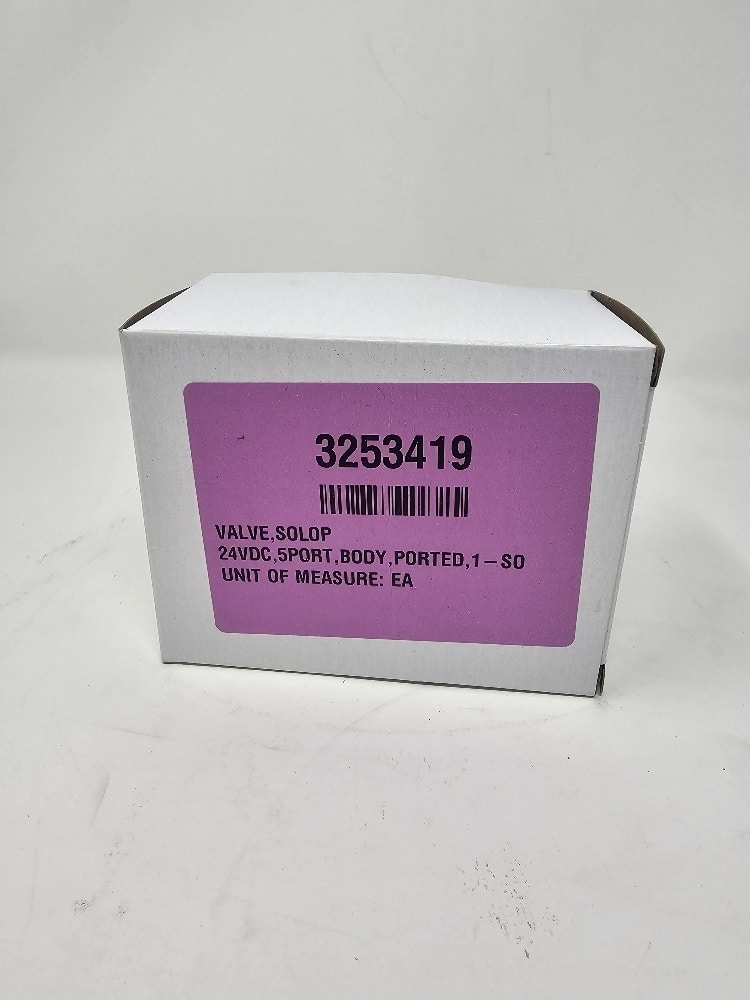 3253419
VALVE,SOLOP
24VDC,5PORT,BODY,PORTED,1-SO
UNIT OF MEASURE: EA